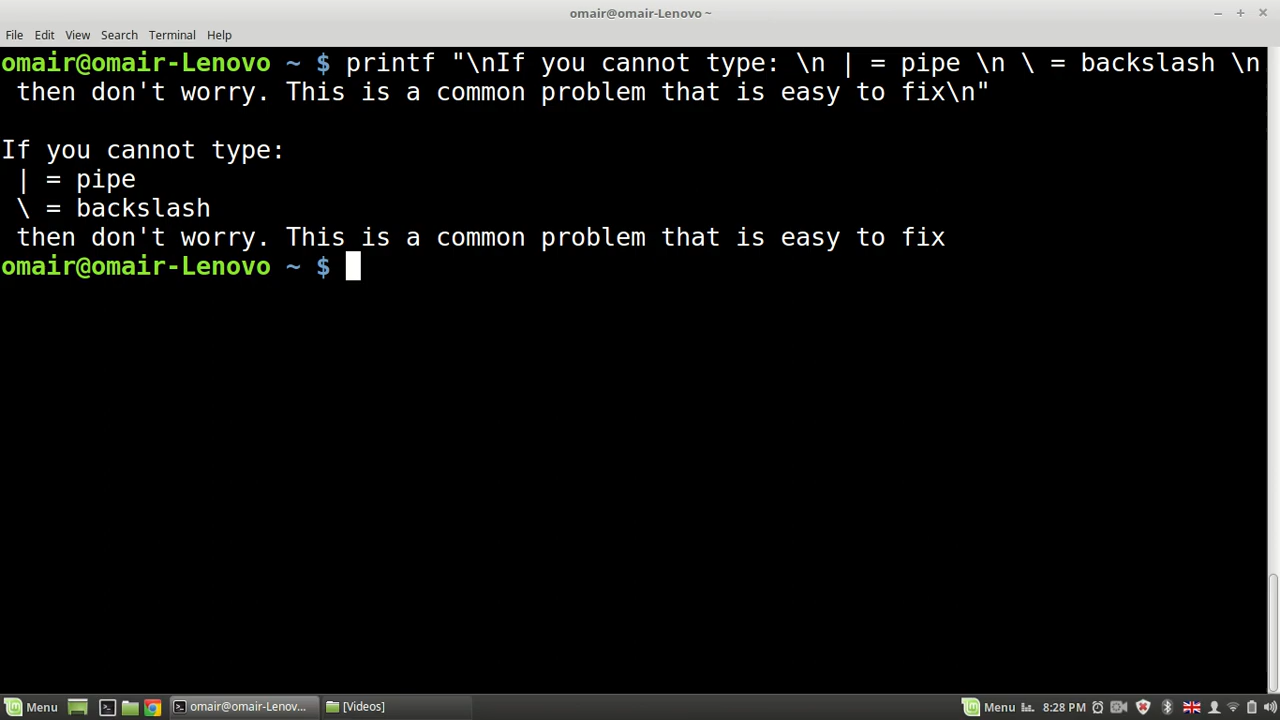 omair@omair-Lenovo ~
File Edit View Search Terminal Help
omair@omair-Lenovo ~ $ printf "\nIf you cannot type: \n | = pipe \n \ = backslash \n
 then don't worry. This is a common problem that is easy to fix\n"
If you cannot type:
 | = pipe
 \ = backslash
 then don't worry. This is a common problem that is easy to fix
omair@omair-Lenovo ~ $
Menu omair@omair-Lenov... [Videos] Menu 8:28 PM